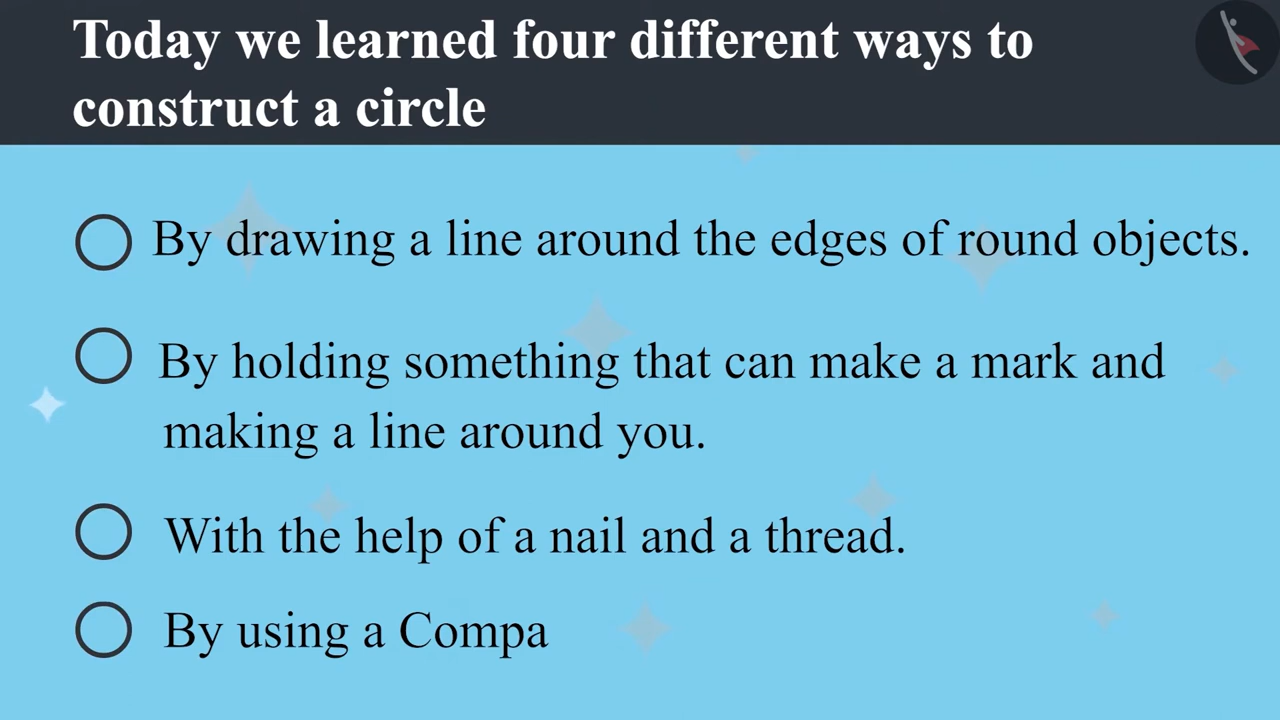 Today we learned four different ways to
construct a circle
By drawing a line around the edges of round objects.
By holding something that can make a mark and
making a line around you.
With the help of a nail and a thread.
By using a Compa